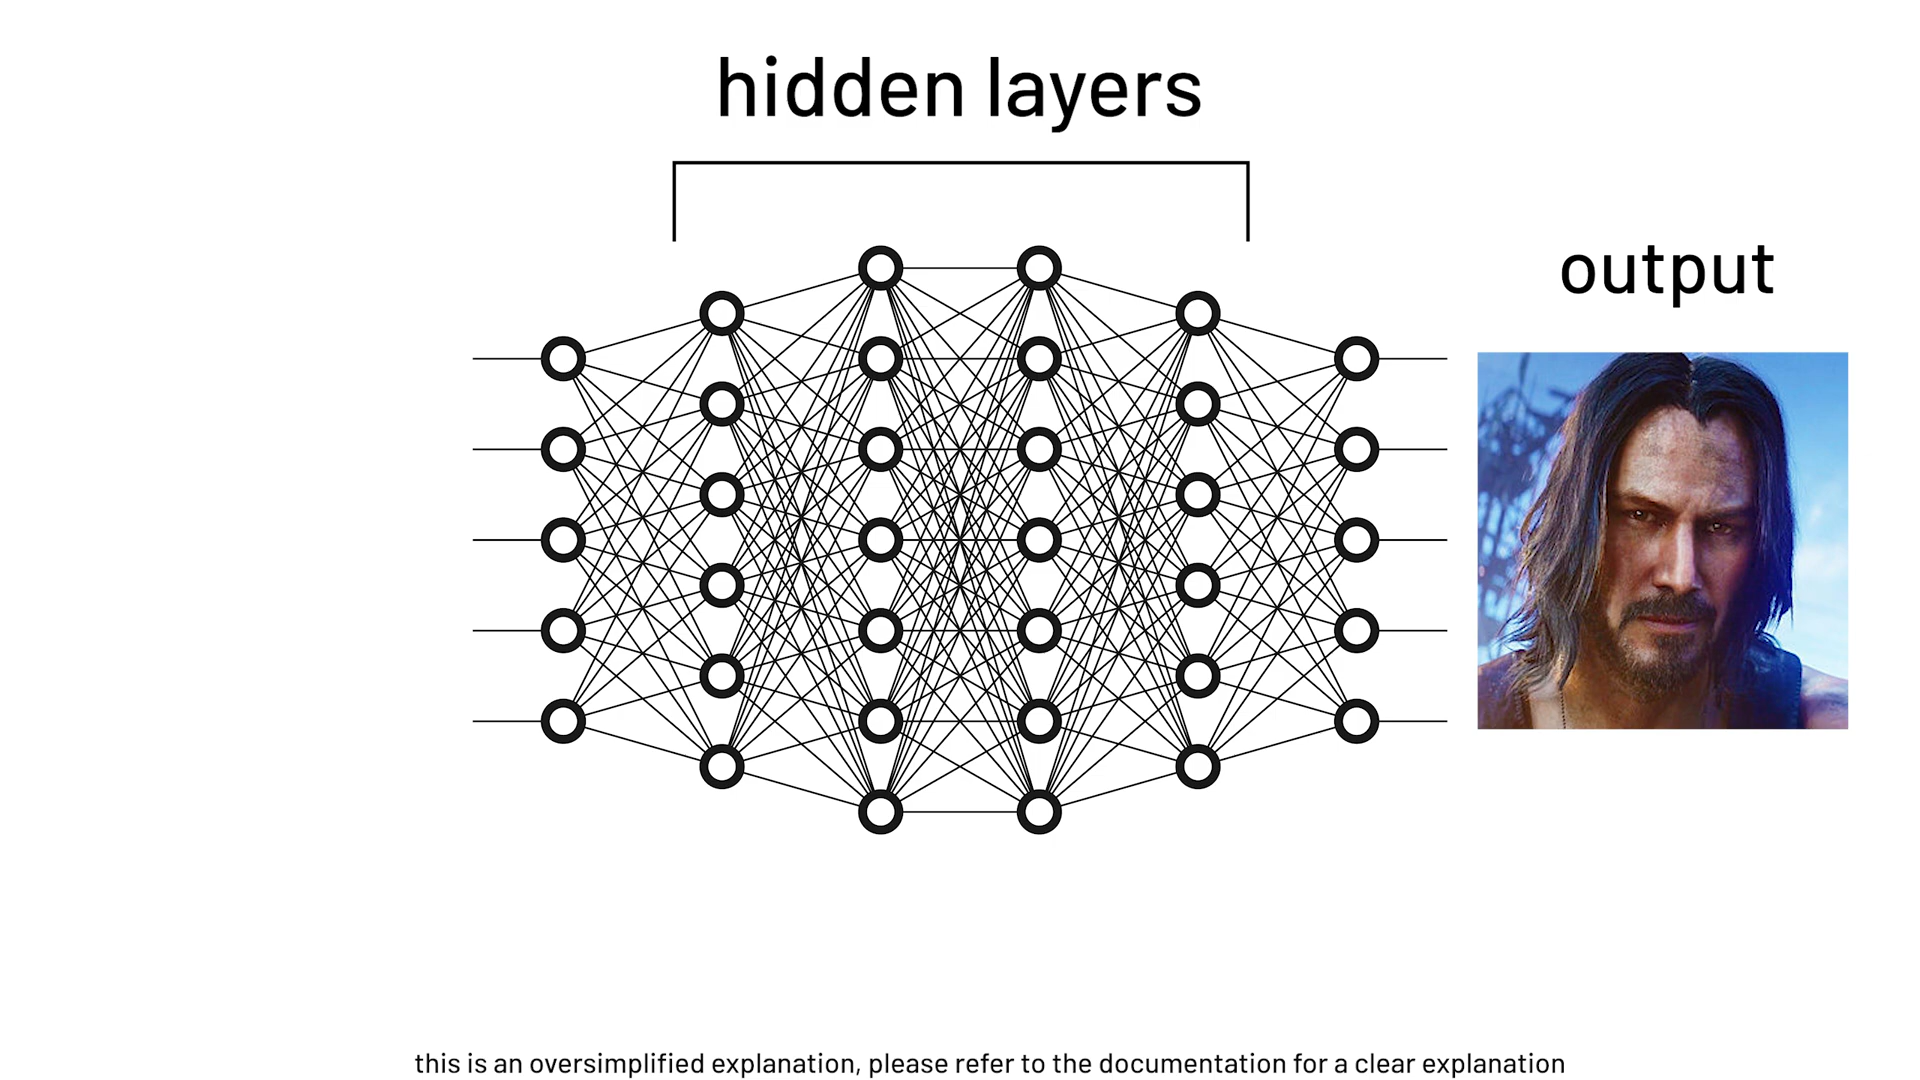 hidden layers
output
this is an oversimplified explanation, please refer to the documentation for a clear explanation